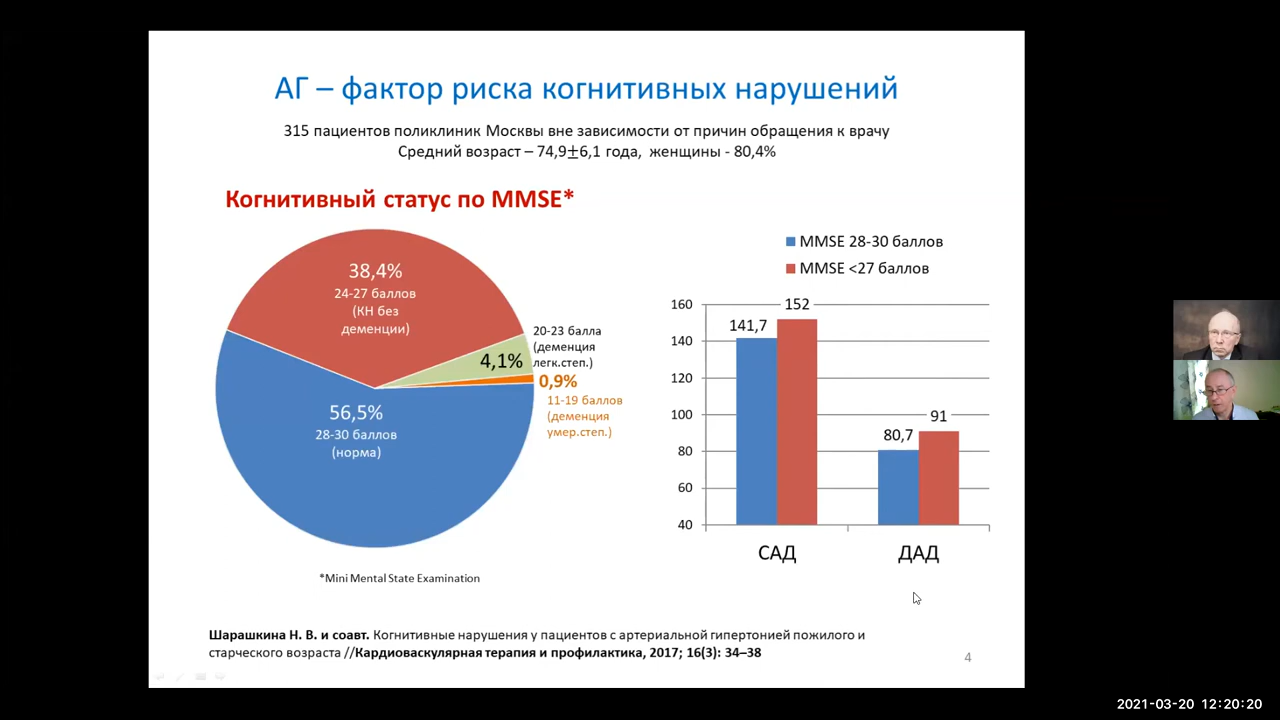 АГ – фактор риска когнитивных нарушений
315 пациентов поликлиник Москвы вне зависимости от причин обращения к врачу
Средний возраст – 74,9±6,1 года, женщины - 80,4%
Когнитивный статус по MMSE*
38,4%
24-27 баллов
(КН без
деменции)
20-23 балла
(деменция
легк.степ.)
4,1%
0,9%
11-19 баллов
(деменция
умер.степ.)
56,5%
28-30 баллов
(норма)
*Mini Mental State Examination
MMSE 28-30 баллов
MMSE <27 баллов
160
140
120
100
80
60
40
141,7
152
80,7
91
САД
ДАД
Шарашкина Н. В. и соавт. Когнитивные нарушения у пациентов с артериальной гипертонией пожилого и
старческого возраста //Кардиоваскулярная терапия и профилактика, 2017; 16(3): 34–38
4
2021-03-20 12:20:20